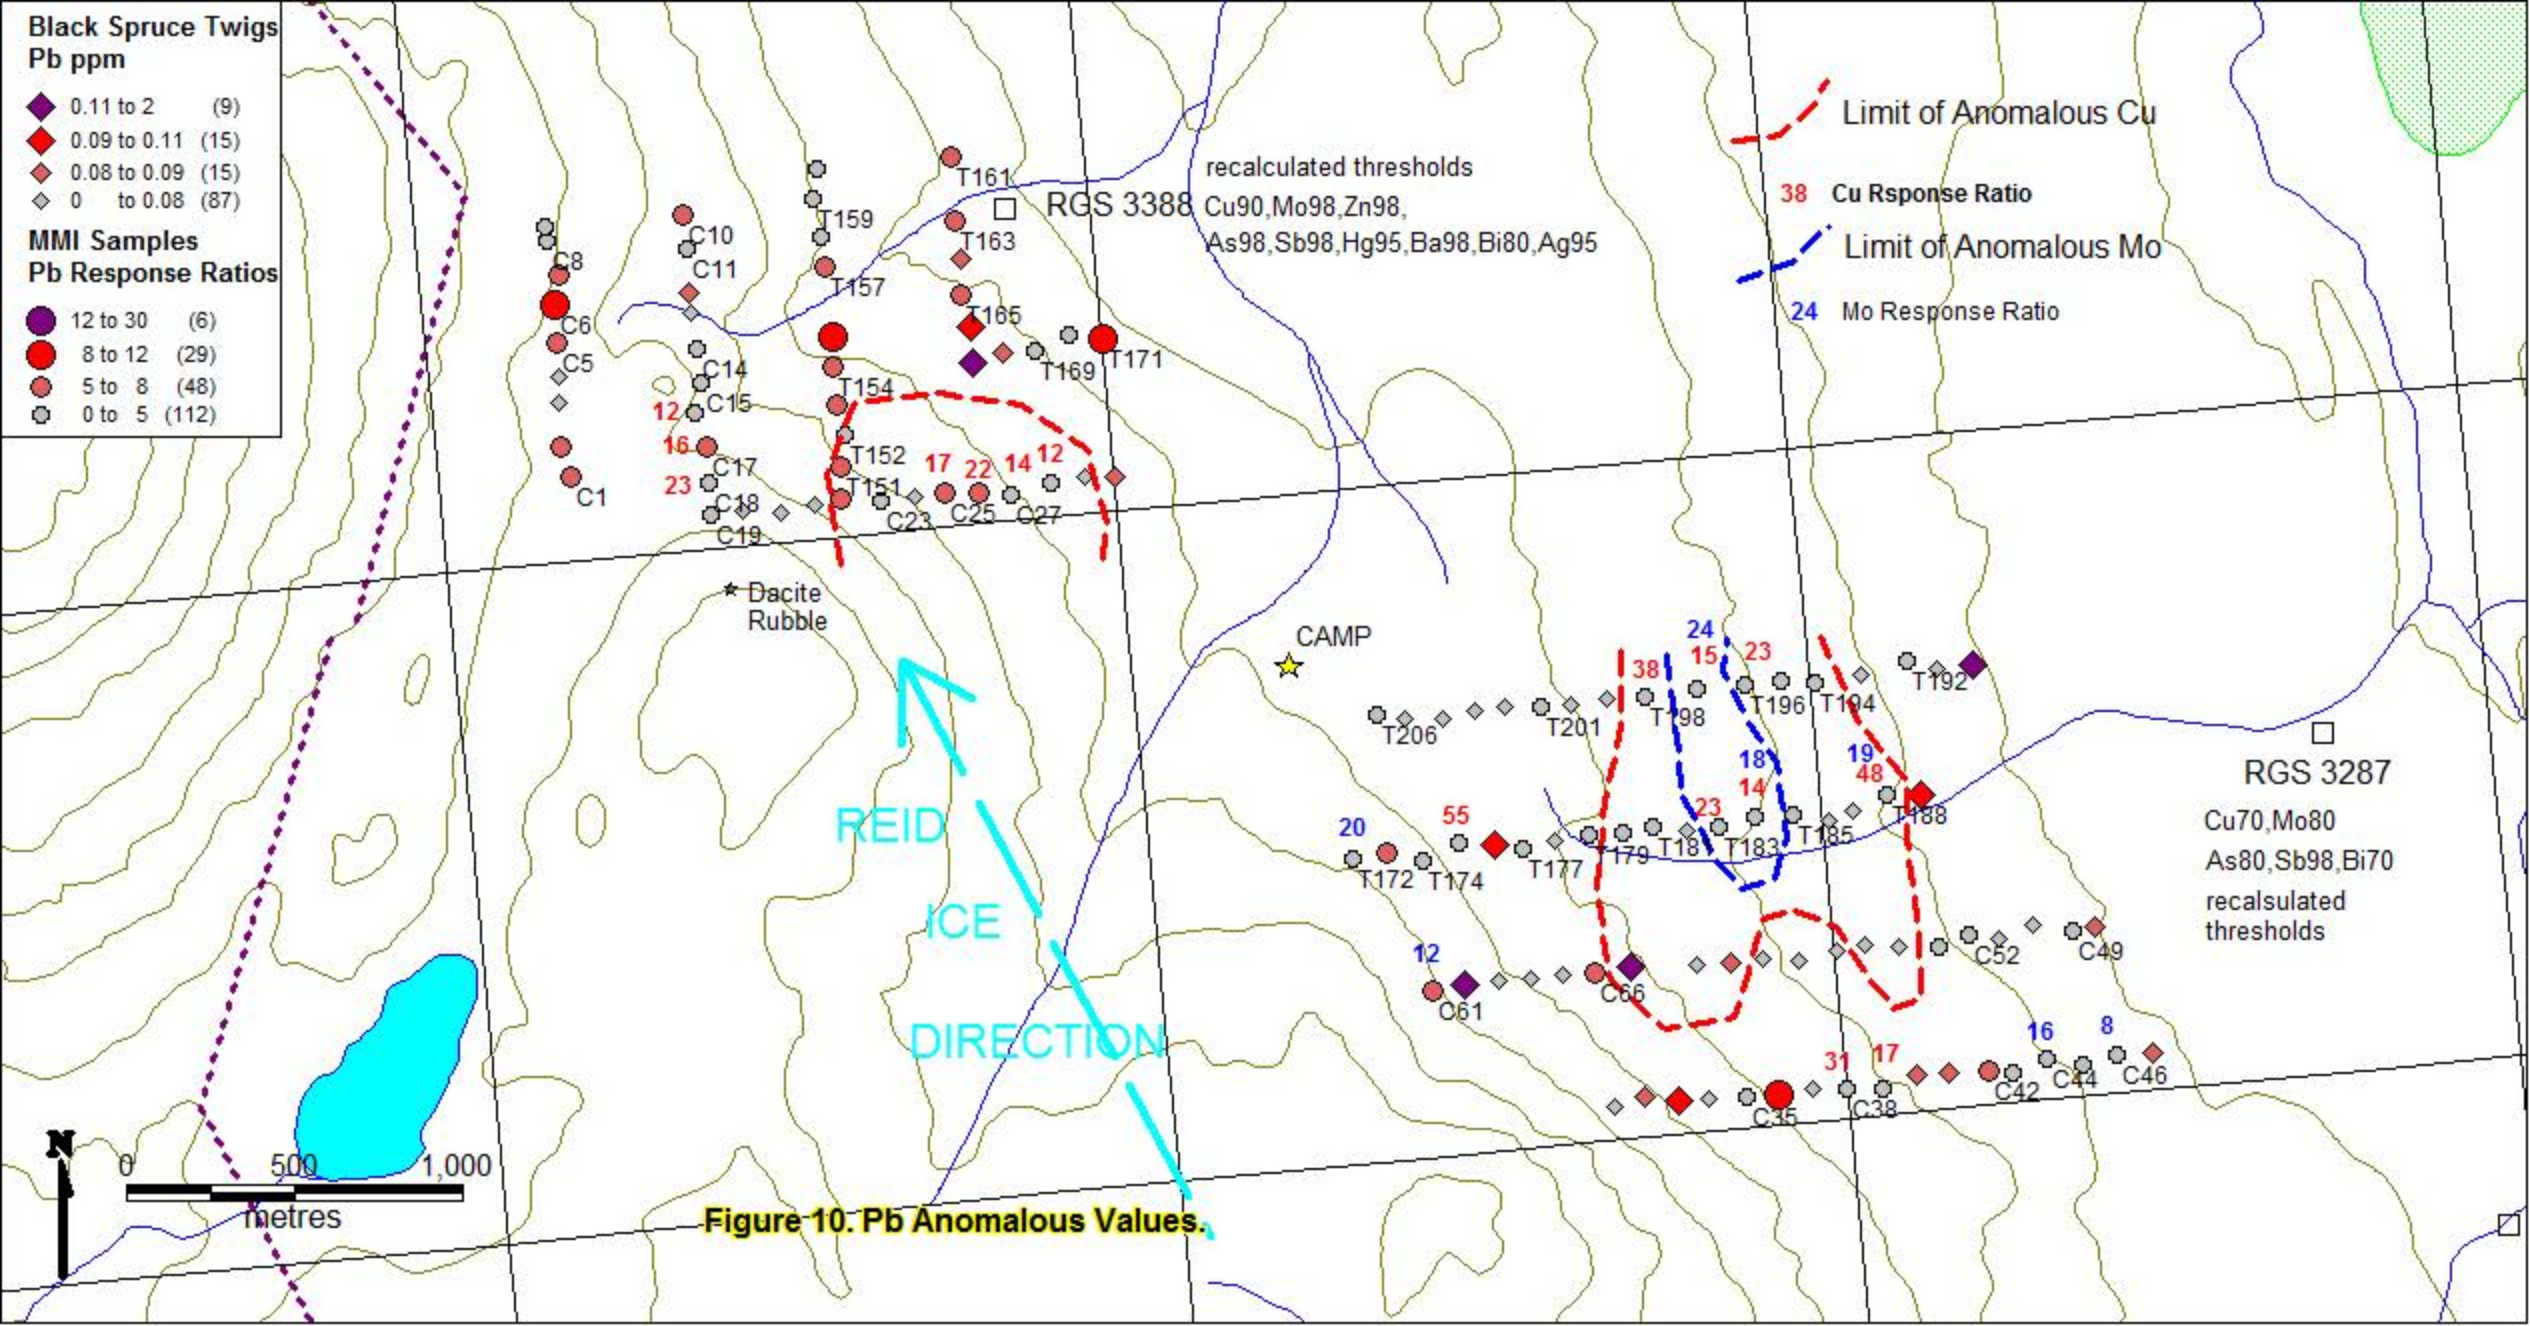 Black Spruce Twigs
Pb ppm
0.11 to 2 (9)
0.09 to 0.11 (15)
0.08 to 0.09 (15)
0 to 0.08 (87)
MMI Samples
Pb Response Ratios
12 to 30 (6)
8 to 12 (29)
5 to 8 (48)
0 to 5 (112)
Limit of Anomalous Cu
38 Cu Rsponse Ratio
Limit of Anomalous Mo
24 Mo Response Ratio
recalculated thresholds
RGS 3388 Cu90,Mo98,Zn98,
As98,Sb98,Hg95,Ba98,Bi80,Ag95
T161
T159
T163
C10
C8
C11
T157
C6
T165
C5
T169
T171
C14
T154
12
C15
16
C17
T152
17
22
14
12
23
C18
T151
C1
C19
C23
C25
C27
Dacite
Rubble
CAMP
24
15
23
38
T192
T206
T201
T198
T196
T194
18
19
48
14
RGS 3287
Cu70,Mo80
As80,Sb98,Bi70
recalsulated
thresholds
20
55
23
T188
T172
T174
T177
T179
T18
T183
T185
12
C61
C66
C52
C49
REID
ICE
DIRECTION
31
17
16
8
C35
C38
C42
C44
C46
N
0 500 1,000
metres
Figure 10. Pb Anomalous Values.